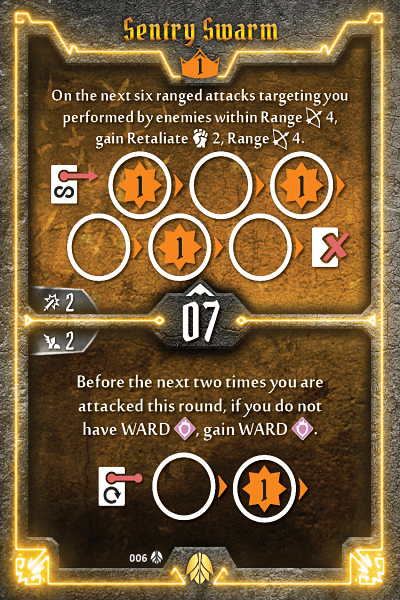 Sentry Swarm
1
On the next six ranged attacks targeting you
performed by enemies within Range 4,
gain Retaliate 2, Range 4.
1 1
1
2
07
2
Before the next two times you are
attacked this round, if you do not
have WARD, gain WARD.
1
006